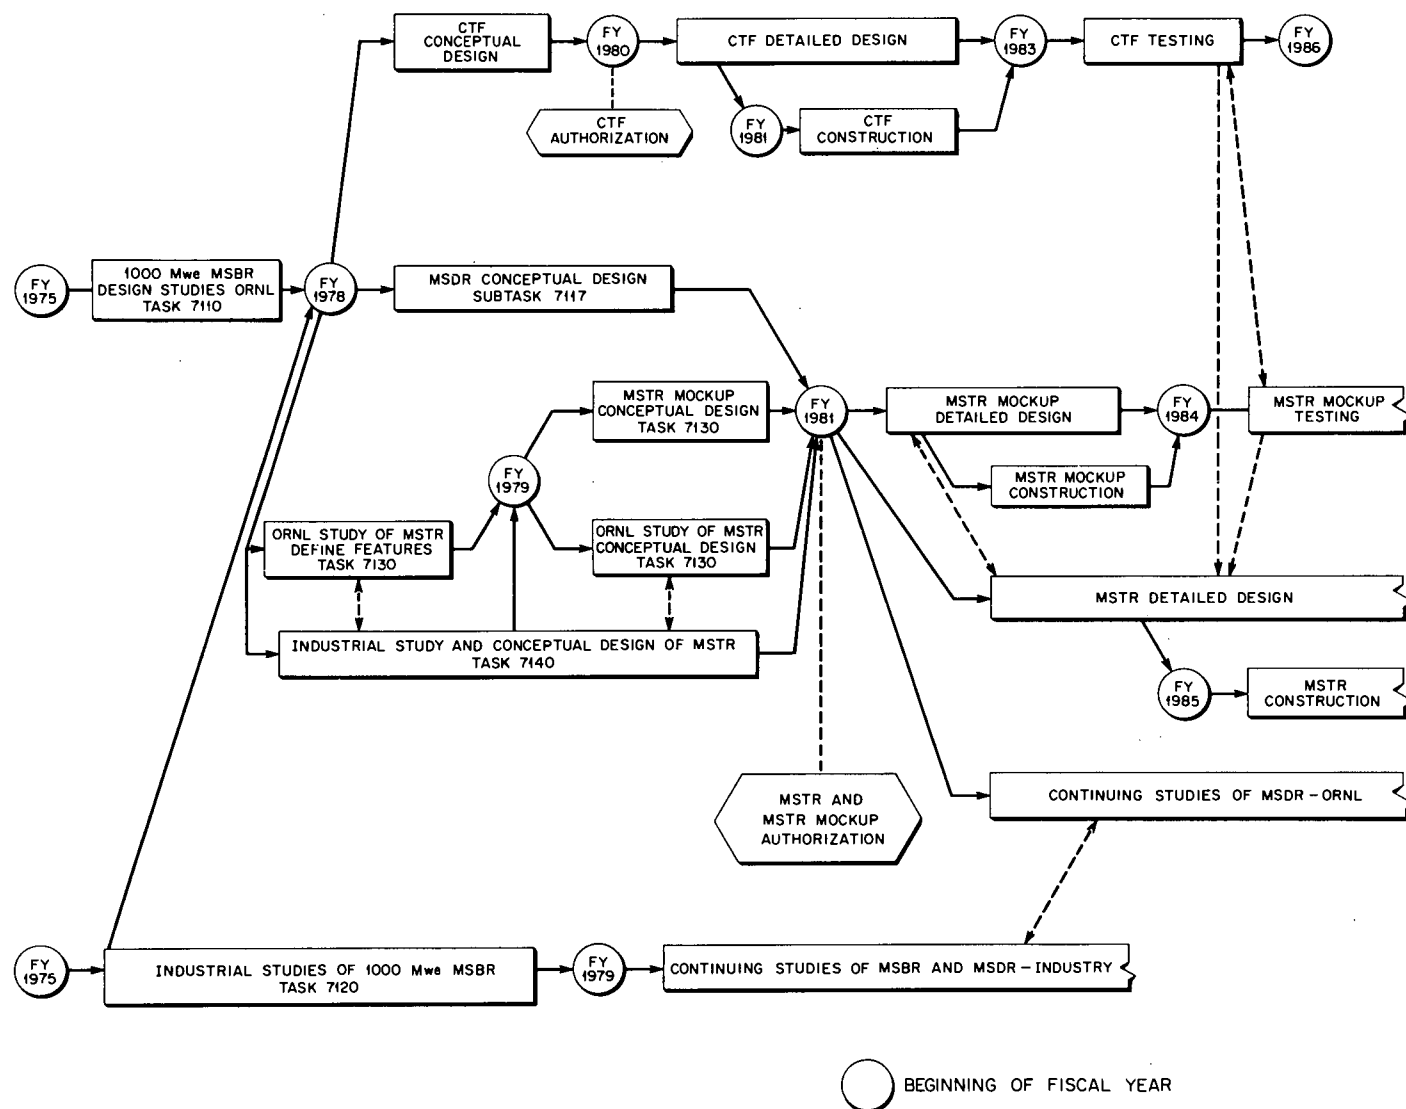 CTF
CONCEPTUAL
DESIGN
FY
1980
CTF DETAILED DESIGN
FY
1983
CTF TESTING
FY
1986
CTF
AUTHORIZATION
FY
1981
CTF
CONSTRUCTION
FY
1975
1000 Mwe MSBR
DESIGN STUDIES ORNL
TASK 7110
FY
1978
MSDR CONCEPTUAL DESIGN
SUBTASK 7117
MSTR MOCKUP
CONCEPTUAL DESIGN
TASK 7130
FY
1981
MSTR MOCKUP
DETAILED DESIGN
FY
1984
MSTR MOCKUP
TESTING
FY
1979
MSTR MOCKUP
CONSTRUCTION
ORNL STUDY OF MSTR
DEFINE FEATURES
TASK 7130
ORNL STUDY OF MSTR
CONCEPTUAL DESIGN
TASK 7130
MSTR DETAILED DESIGN
INDUSTRIAL STUDY AND CONCEPTUAL DESIGN OF MSTR
TASK 7140
FY
1985
MSTR
CONSTRUCTION
MSTR AND
MSTR MOCKUP
AUTHORIZATION
CONTINUING STUDIES OF MSDR-ORNL
FY
1975
INDUSTRIAL STUDIES OF 1000 Mwe MSBR
TASK 7120
FY
1979
CONTINUING STUDIES OF MSBR AND MSDR-INDUSTRY
BEGINNING OF FISCAL YEAR